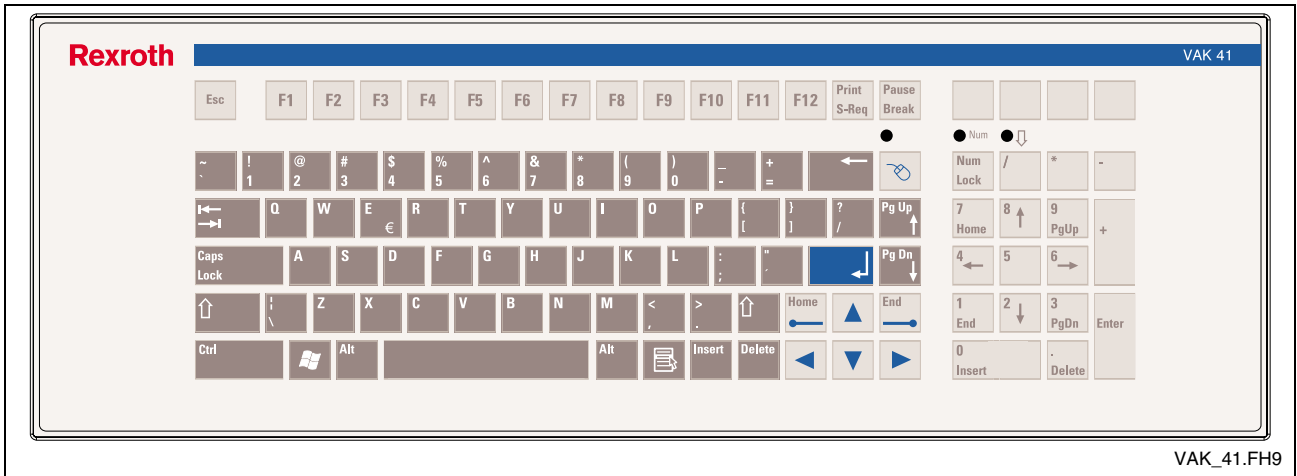 Rexroth VAK 41
Esc F1 F2 F3 F4 F5 F6 F7 F8 F9 F10 F11 F12 Print S-Req Pause Break
Num
~ ` ! 1 @ 2 # 3 $ 4 % 5 ^ 6 & 7 * 8 ( 9 ) 0 _ - + = Num Lock / * -
Q W E € R T Y U I O P { [ } ] ? / Pg Up 7 Home 8 9 PgUp +
Caps Lock A S D F G H J K L : ; " ´ Pg Dn 4 5 6
¦ \ Z X C V B N M < , > . Home End 1 End 2 3 PgDn Enter
Ctrl Alt Alt Insert Delete 0 Insert . Delete
VAK_41.FH9